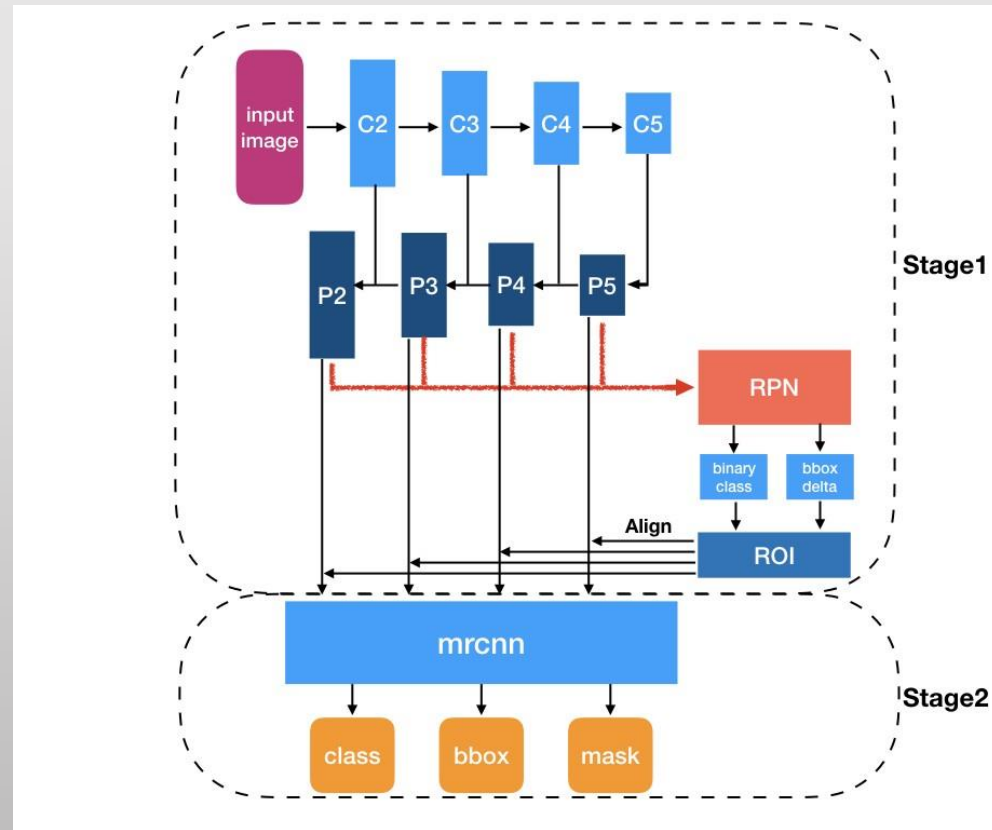 input
image
C2
C3
C4
C5
P2
P3
P4
P5
Stage1
RPN
binary
class
bbox
delta
Align
ROI
mrcnn
Stage2
class
bbox
mask